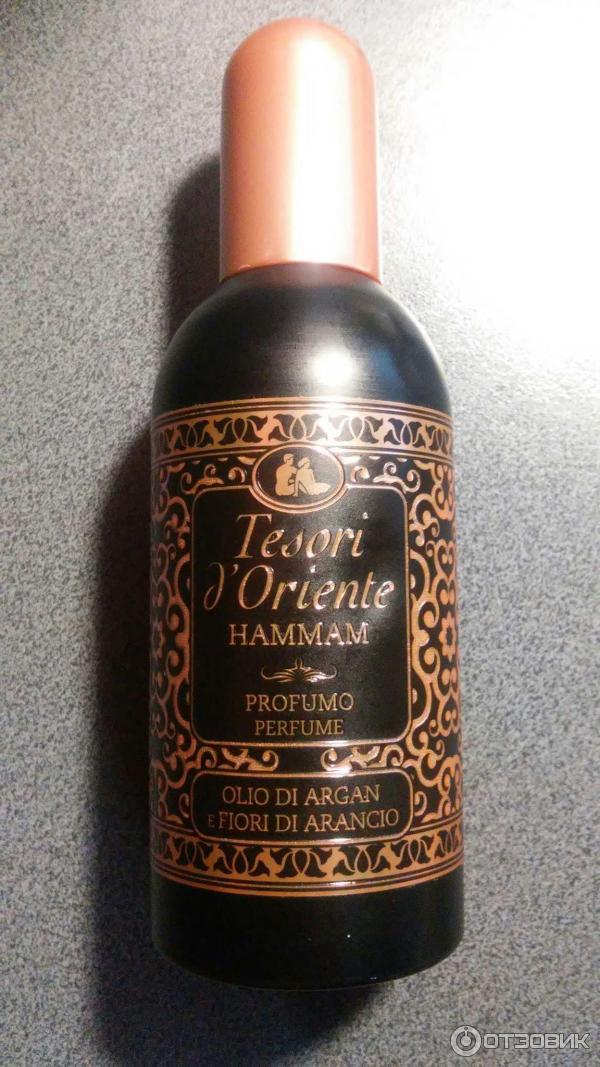 Tesori
d'Oriente
HAMMAM
PROFUMO
PERFUME
OLIO DI ARGAN
E FIORI DI ARANCIO
ОТЗОВИК